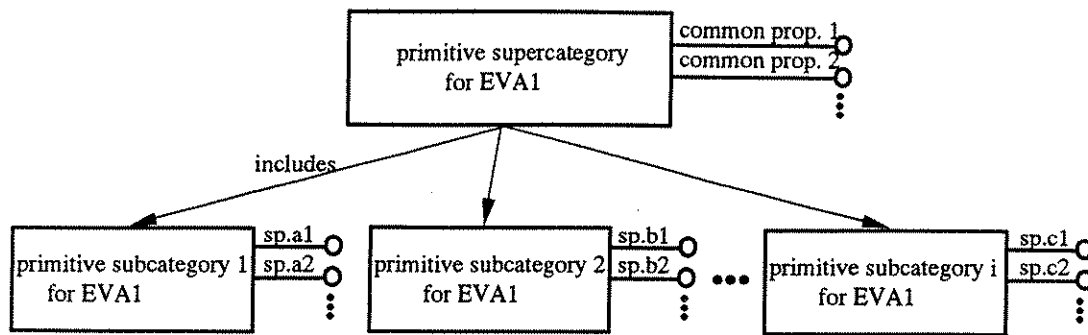 common prop. 1
primitive supercategory
common prop. 2
for EVA1
includes
sp.a1
sp.b1
sp.c1
primitive subcategory 1
sp.a2
primitive subcategory 2
sp.b2
primitive subcategory i
sp.c2
for EVA1
for EVA1
for EVA1